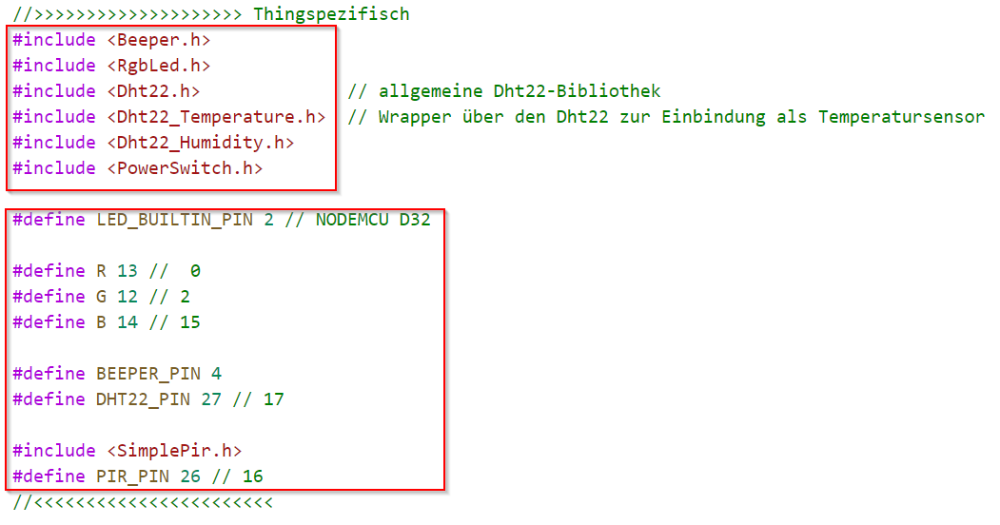 //>>>>>>>>>>>>>>>>>>>> Thingspezifisch
#include <Beeper.h>
#include <RgbLed.h>
#include <Dht22.h>              // allgemeine Dht22-Bibliothek
#include <Dht22_Temperature.h>  // Wrapper über den Dht22 zur Einbindung als Temperatursensor
#include <Dht22_Humidity.h>
#include <PowerSwitch.h>
#define LED_BUILTIN_PIN 2 // NODEMCU D32
#define R 13 //  0
#define G 12 // 2
#define B 14 // 15
#define BEEPER_PIN 4
#define DHT22_PIN 27 // 17
#include <SimplePir.h>
#define PIR_PIN 26 // 16
//<<<<<<<<<<<<<<<<<<<<<<<